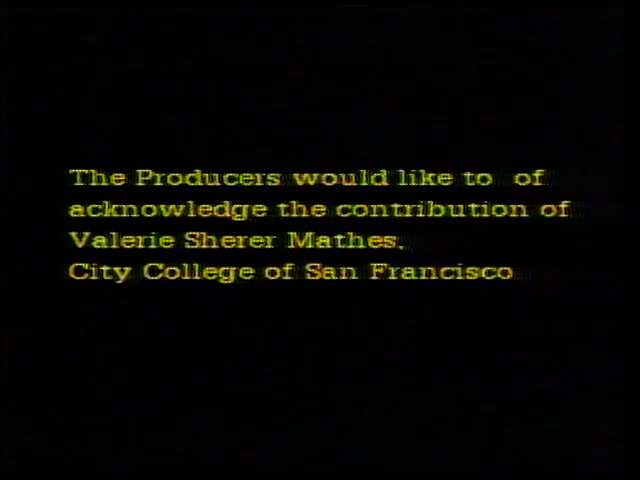 The Producers would like to of
acknowledge the contribution of
Valerie Sherer Mathes,
City College of San Francisco